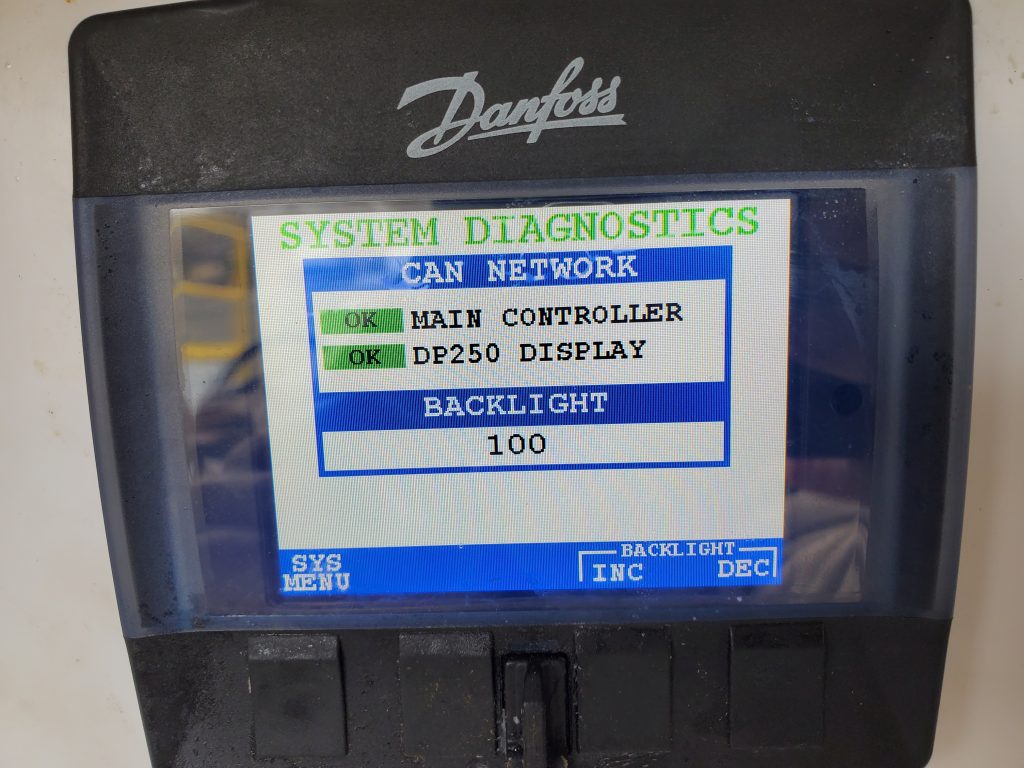 Danfoss
SYSTEM DIAGNOSTICS
CAN NETWORK
OK MAIN CONTROLLER
OK DP250 DISPLAY
BACKLIGHT
100
SYS MENU
BACKLIGHT
INC DEC